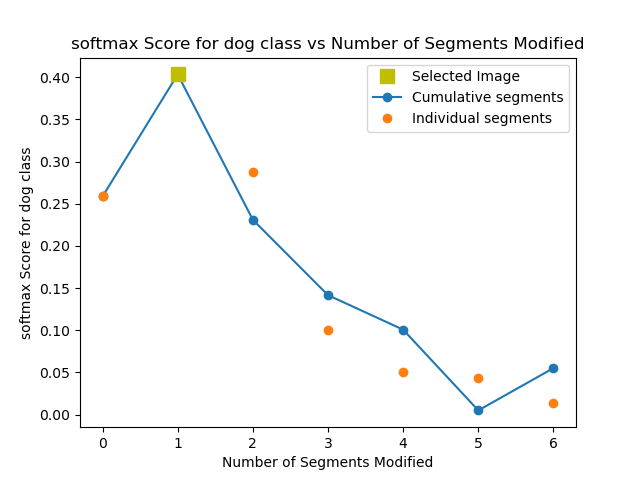 softmax Score for dog class vs Number of Segments Modified
Selected Image
Cumulative segments
Individual segments
softmax Score for dog class
0.40
0.35
0.30
0.25
0.20
0.15
0.10
0.05
0.00
0 1 2 3 4 5 6
Number of Segments Modified